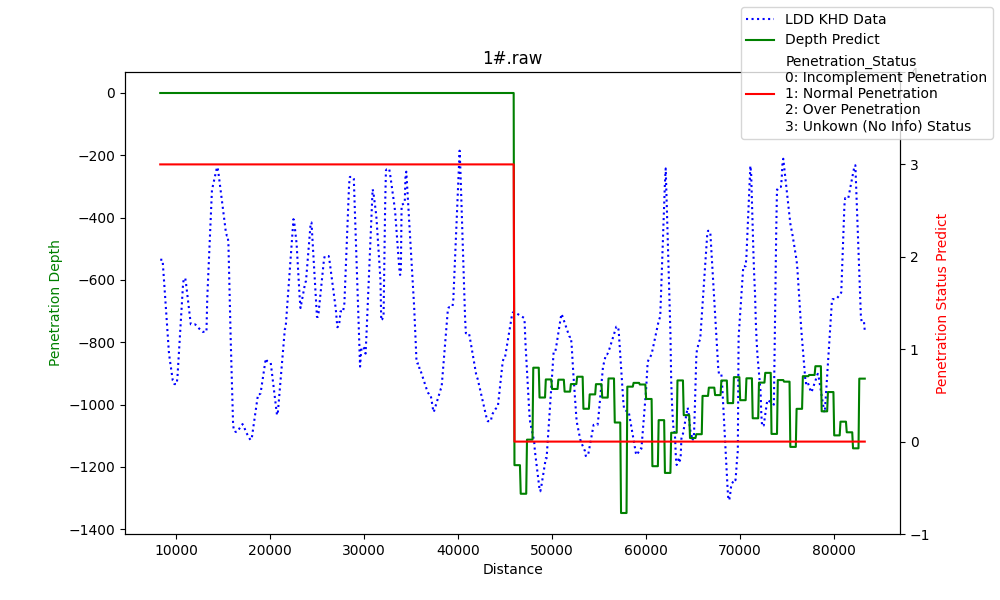 LDD KHD Data
Depth Predict
Penetration_Status
0: Incomplement Penetration
1: Normal Penetration
2: Over Penetration
3: Unkown (No Info) Status
1#.raw
0
−200
−400
−600
−800
−1000
−1200
−1400
Penetration Depth
3
2
1
0
−1
Penetration Status Predict
10000 20000 30000 40000 50000 60000 70000 80000
Distance